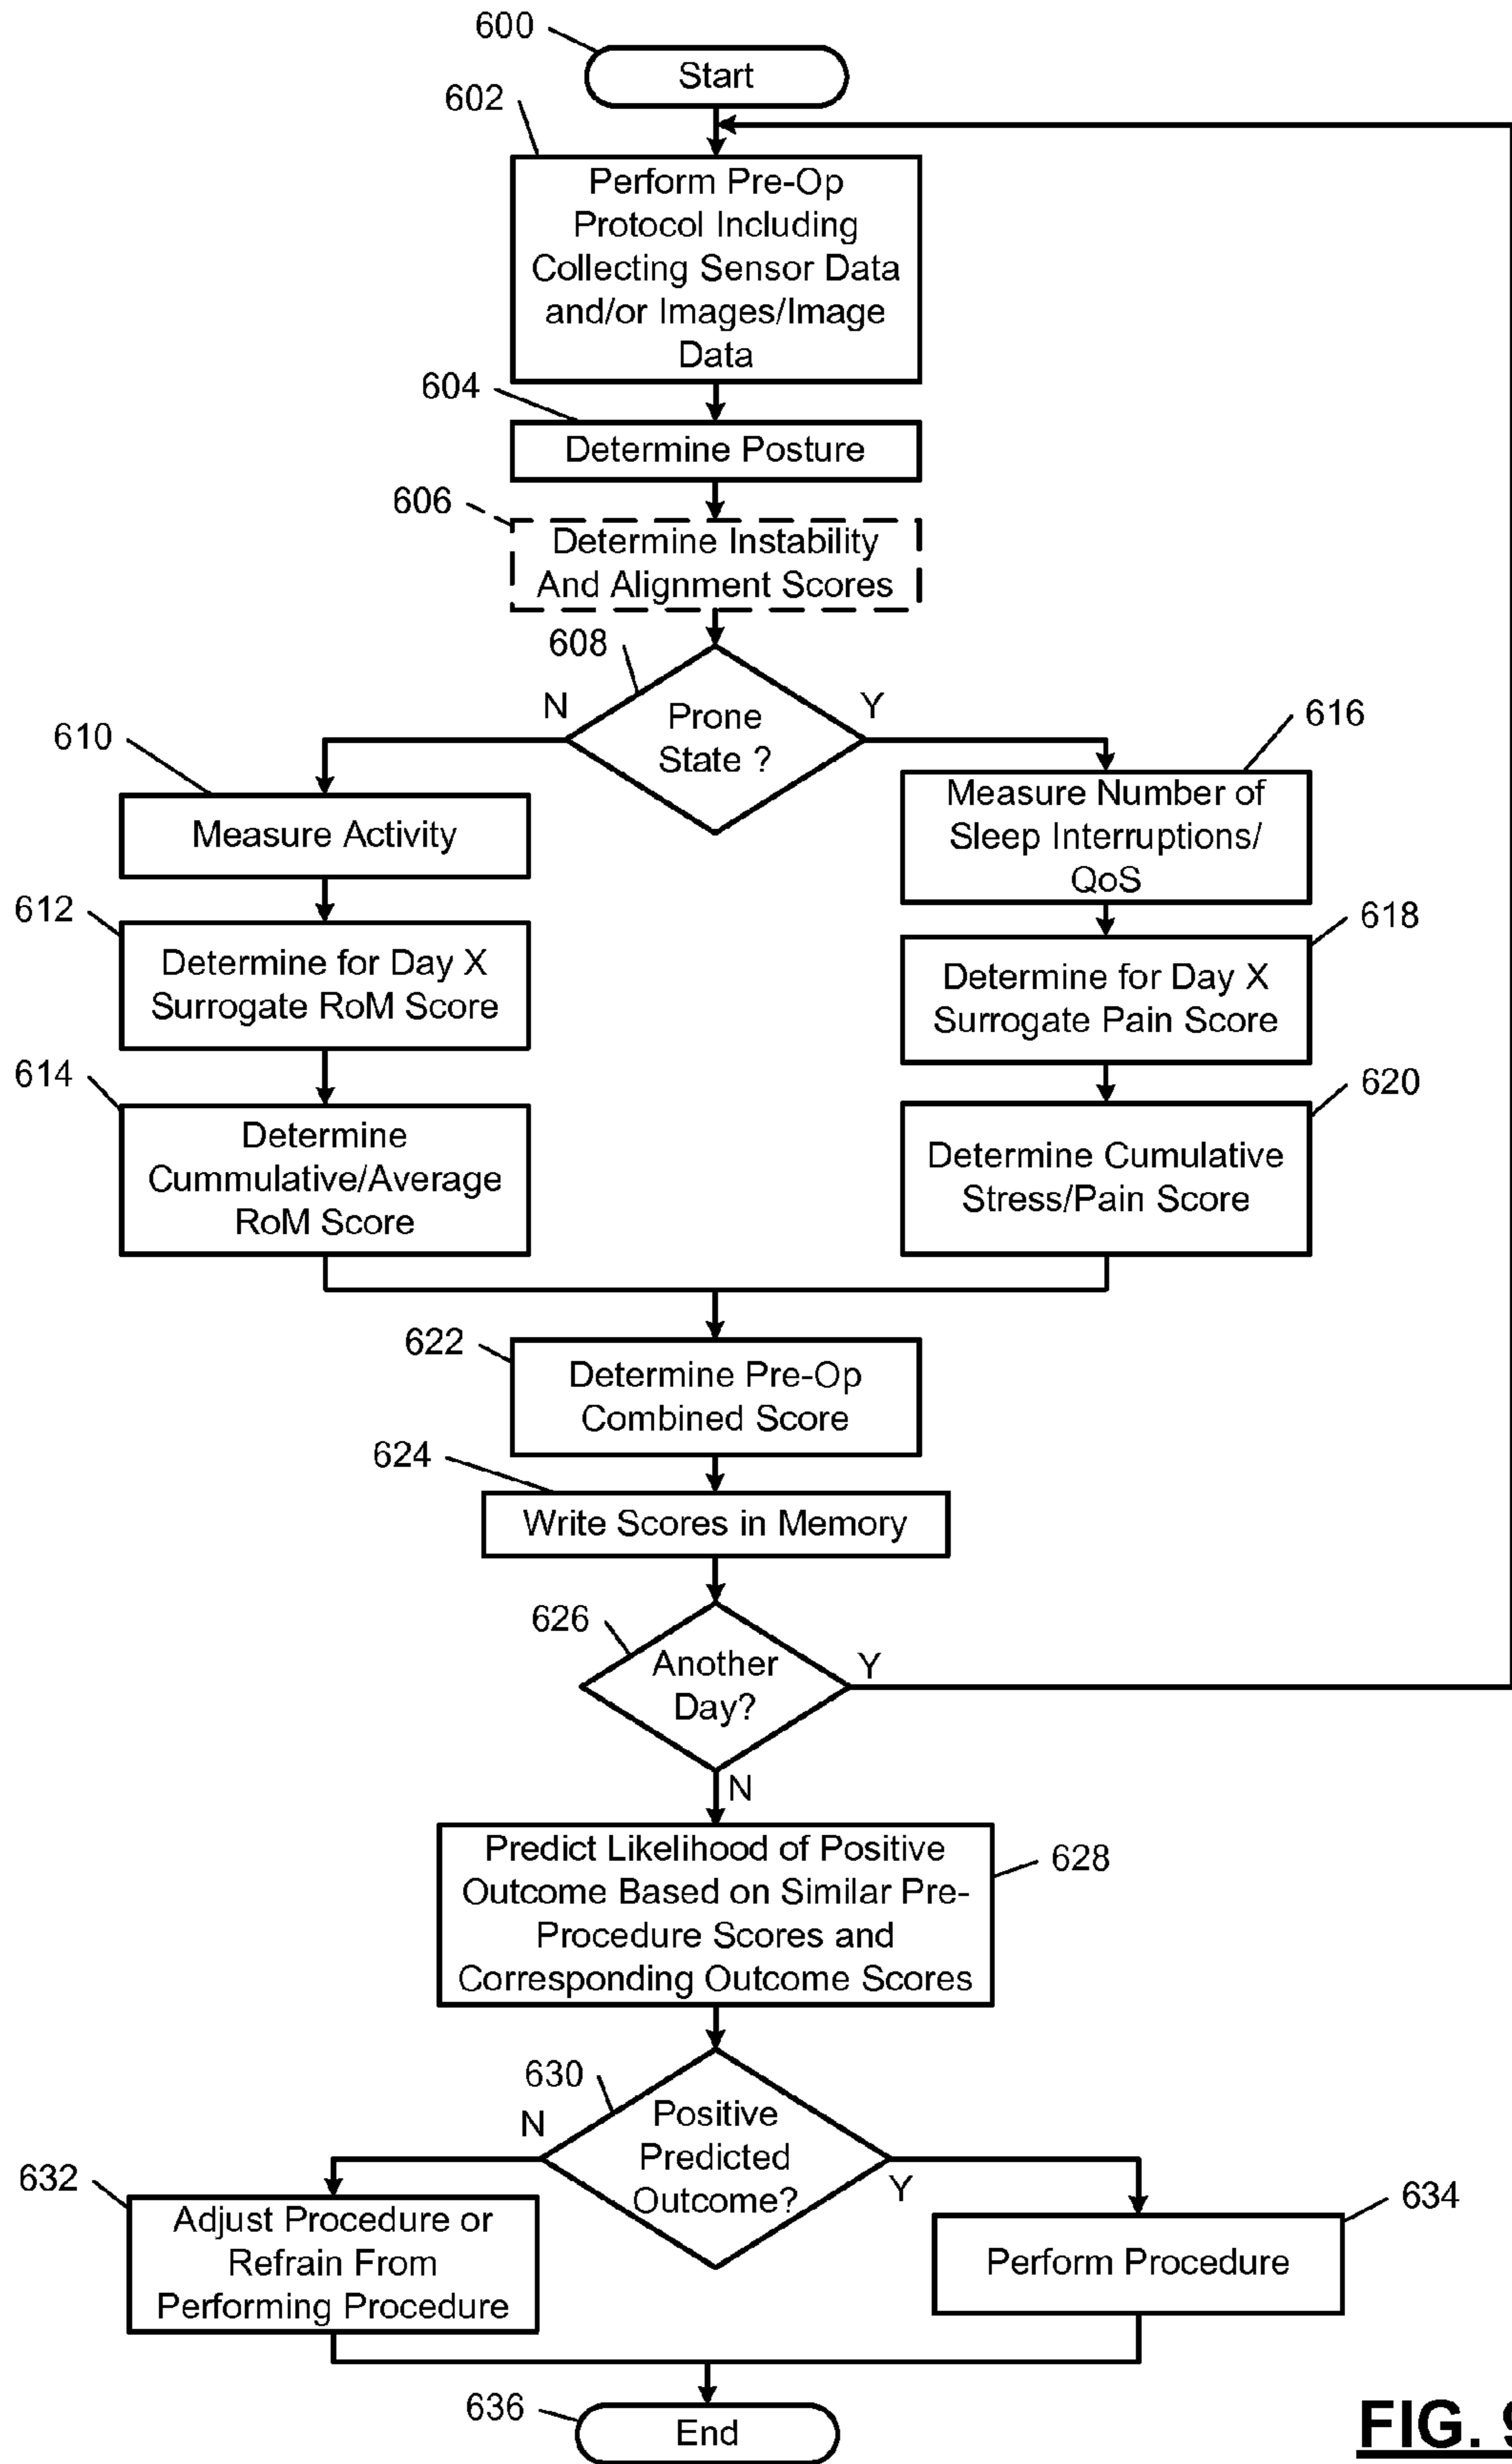 600
Start
602
Perform Pre-Op
Protocol Including
Collecting Sensor Data
and/or Images/Image
Data
604
Determine Posture
606
Determine Instability
And Alignment Scores
608
N
Y
Prone
State ?
610
Measure Activity
616
Measure Number of
Sleep Interruptions/
QoS
612
Determine for Day X
Surrogate RoM Score
618
Determine for Day X
Surrogate Pain Score
614
Determine
Cummulative/Average
RoM Score
620
Determine Cumulative
Stress/Pain Score
622
Determine Pre-Op
Combined Score
624
Write Scores in Memory
626
Another
Day?
Y
N
628
Predict Likelihood of Positive
Outcome Based on Similar Pre-
Procedure Scores and
Corresponding Outcome Scores
630
N
Y
Positive
Predicted
Outcome?
632
Adjust Procedure or
Refrain From
Performing Procedure
634
Perform Procedure
636
End
FIG.